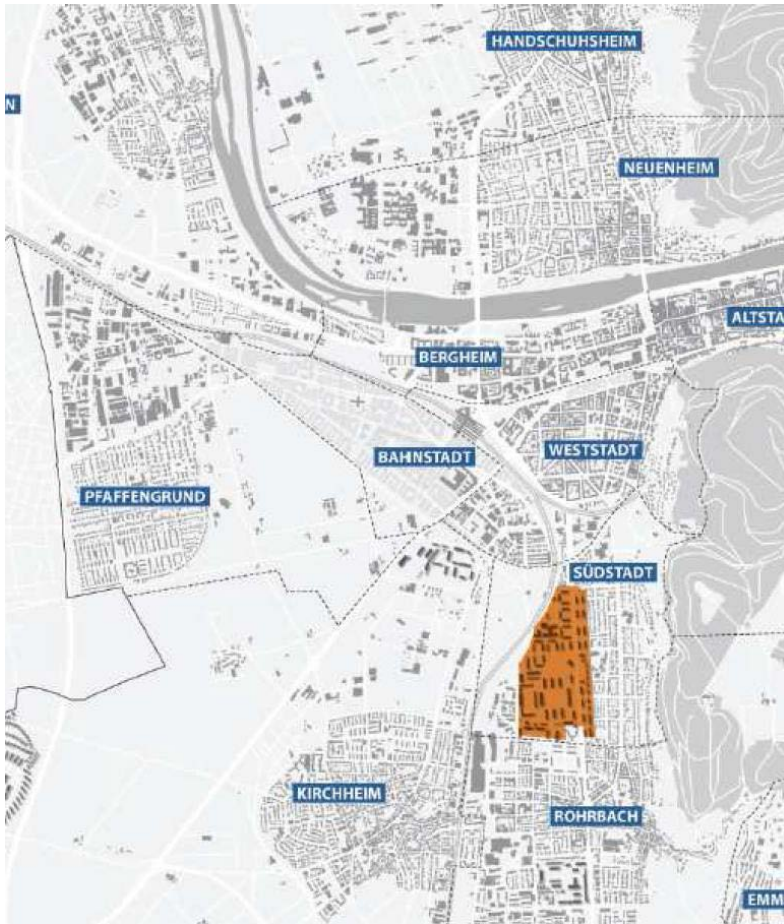 HANDSCHUHSHEIM
N
NEUENHEIM
ALTSTA
BERGHEIM
WESTSTADT
BAHNSTADT
PFAFFENGRUND
SÜDSTADT
KIRCHHEIM
ROHRBACH
EMM